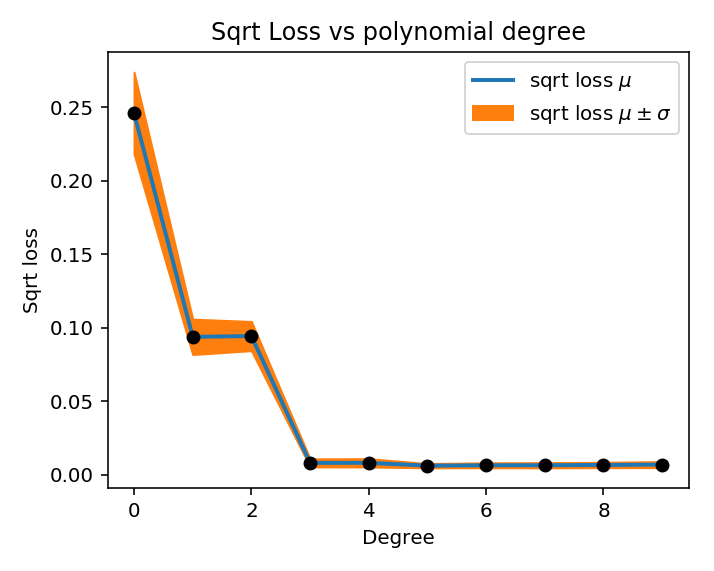 Sqrt Loss vs polynomial degree
sqrt loss μ
sqrt loss μ ± σ
Sqrt loss
0.25
0.20
0.15
0.10
0.05
0.00
0 2 4 6 8
Degree